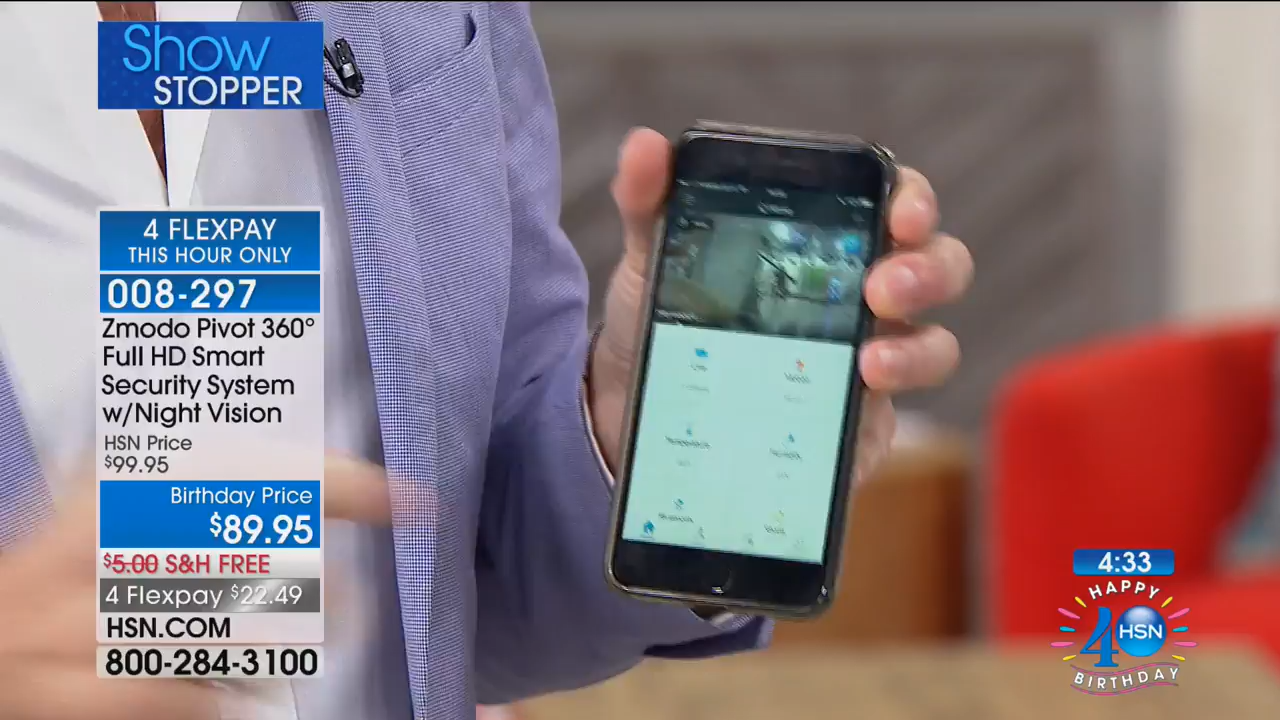 Show
STOPPER
4 FLEXPAY
THIS HOUR ONLY
008-297
Zmodo Pivot 360°
Full HD Smart
Security System
w/Night Vision
HSN Price
$99.95
Birthday Price
$89.95
$5.00 S&H FREE
4 Flexpay $22.49
HSN.COM
800-284-3100
4:33
HAPPY
40
HSN
BIRTHDAY